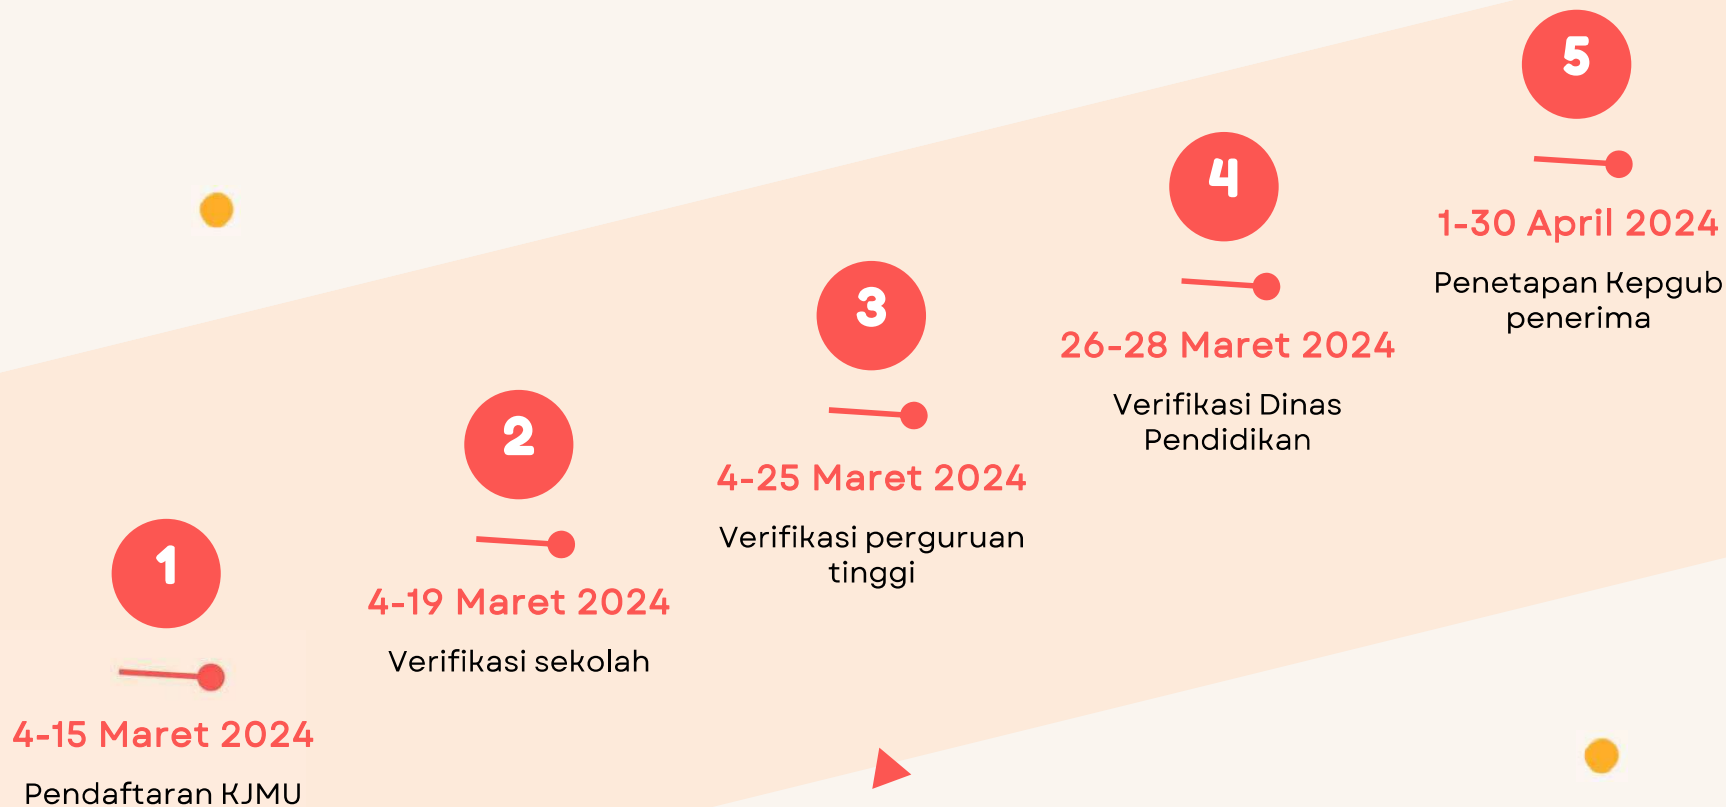 1
4-15 Maret 2024
Pendaftaran KJMU
2
4-19 Maret 2024
Verifikasi sekolah
3
4-25 Maret 2024
Verifikasi perguruan
tinggi
4
26-28 Maret 2024
Verifikasi Dinas
Pendidikan
5
1-30 April 2024
Penetapan Kepgub
penerima